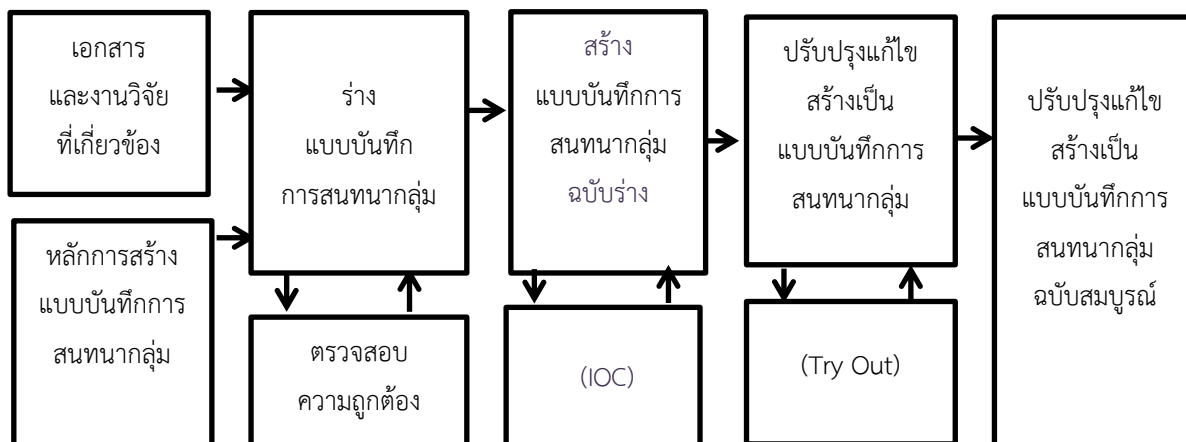 เอกสาร
และงานวิจัย
ที่เกี่ยวข้อง
หลักการสร้าง
แบบบันทึกการ
สนทนากลุ่ม
ร่าง
แบบบันทึก
การสนทนากลุ่ม
ตรวจสอบ
ความถูกต้อง
สร้าง
แบบบันทึกการ
สนทนากลุ่ม
ฉบับร่าง
(IOC)
ปรับปรุงแก้ไข
สร้างเป็น
แบบบันทึกการ
สนทนากลุ่ม
(Try Out)
ปรับปรุงแก้ไข
สร้างเป็น
แบบบันทึกการ
สนทนากลุ่ม
ฉบับสมบูรณ์